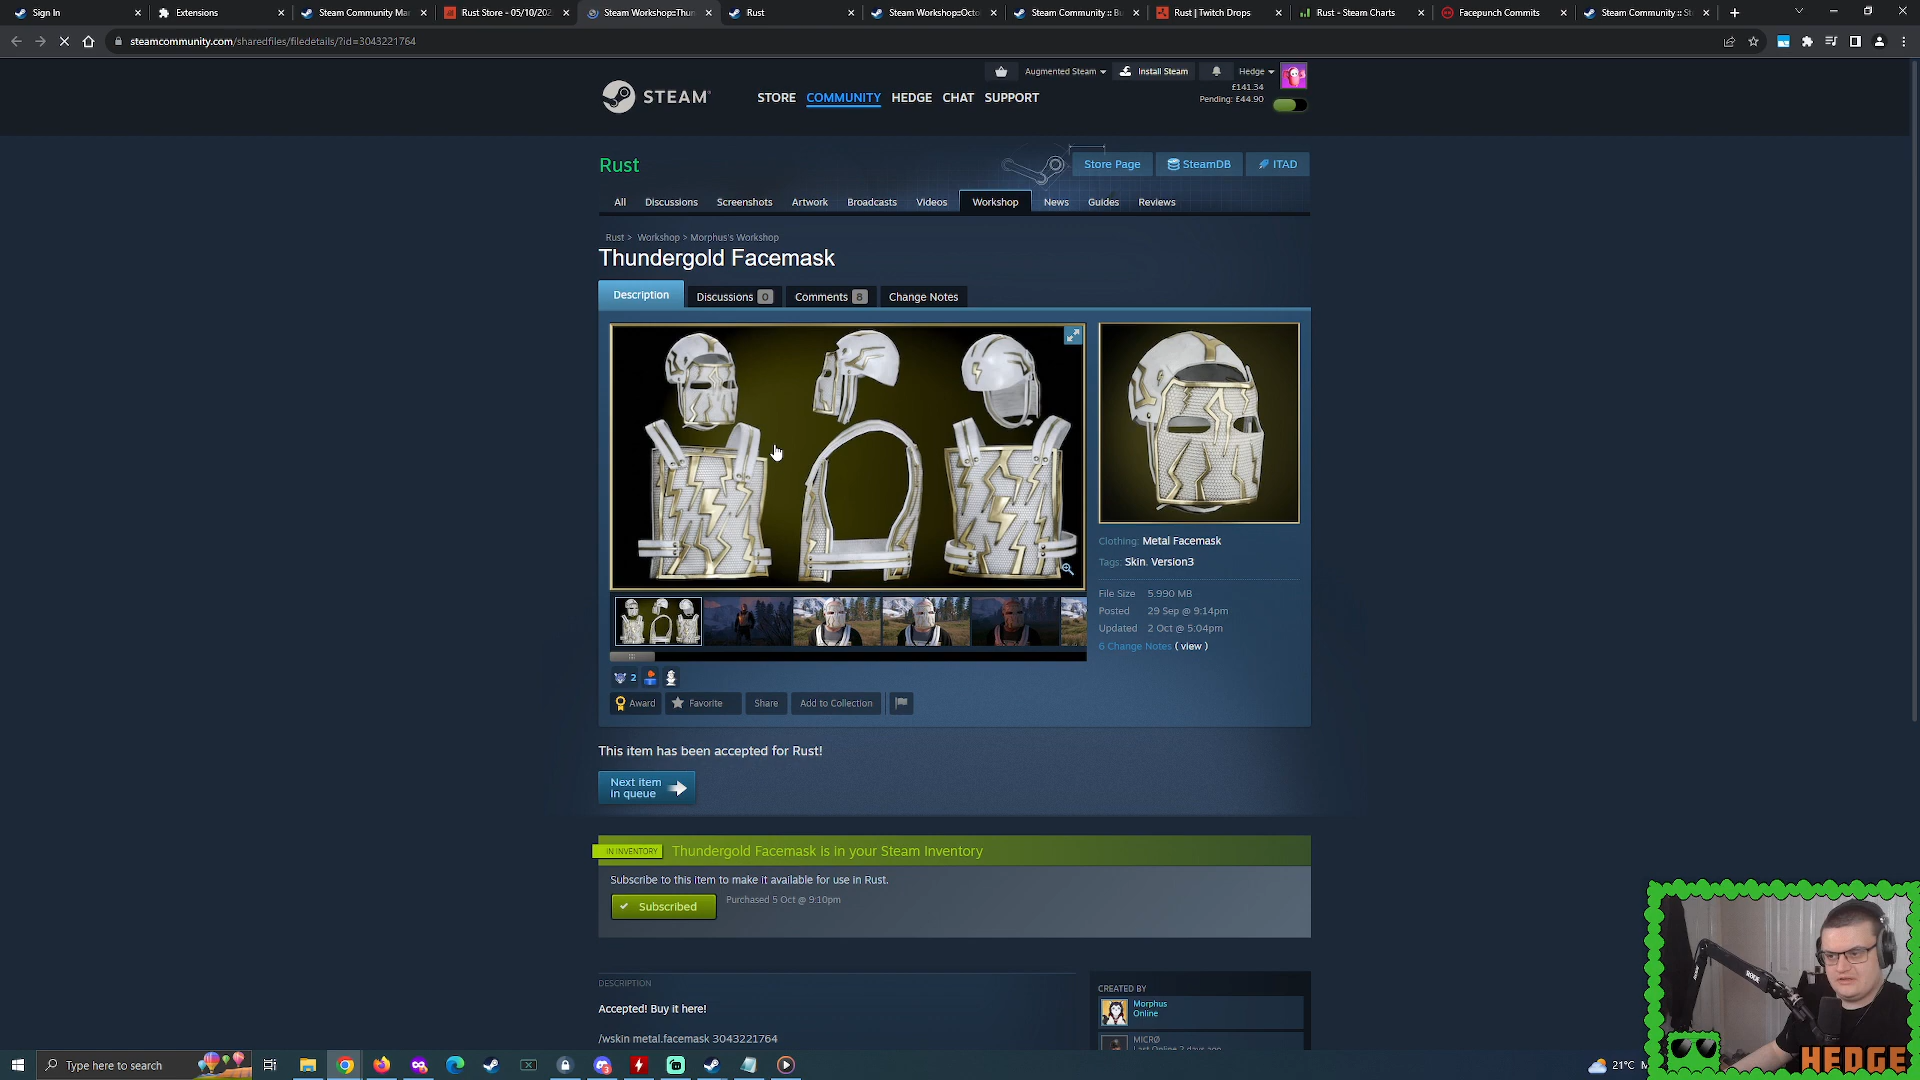 Sign In
Extensions
Steam Community Ma
Rust Store - 05/10/202
Steam Workshop::Thun
Rust
Steam Workshop::Octo
Steam Community :: Bu
Rust | Twitch Drops
Rust - Steam Charts
Facepunch Commits
Steam Community :: St
steamcommunity.com/sharedfiles/filedetails/?id=3043221764
Augmented Steam
Install Steam
Hedge
£141.34
Pending: £44.90
STEAM
STORE COMMUNITY HEDGE CHAT SUPPORT
Rust
Store Page
SteamDB
ITAD
All Discussions Screenshots Artwork Broadcasts Videos Workshop News Guides Reviews
Rust > Workshop > Morphus's Workshop
Thundergold Facemask
Description
Discussions 0
Comments 8
Change Notes
Clothing: Metal Facemask
Tags: Skin, Version3
File Size 5.990 MB
Posted 29 Sep @ 9:14pm
Updated 2 Oct @ 5:04pm
6 Change Notes ( view )
2
Award
Favorite
Share
Add to Collection
This item has been accepted for Rust!
Next item
in queue
IN INVENTORY
Thundergold Facemask is in your Steam Inventory
Subscribe to this item to make it available for use in Rust.
Subscribed
Purchased 5 Oct @ 9:10pm
DESCRIPTION
Accepted! Buy it here!
/wskin metal.facemask 3043221764
CREATED BY
Morphus
Online
MICRØ
Last Online 2 days ago
Type here to search
21°C
RODE
HEDGE